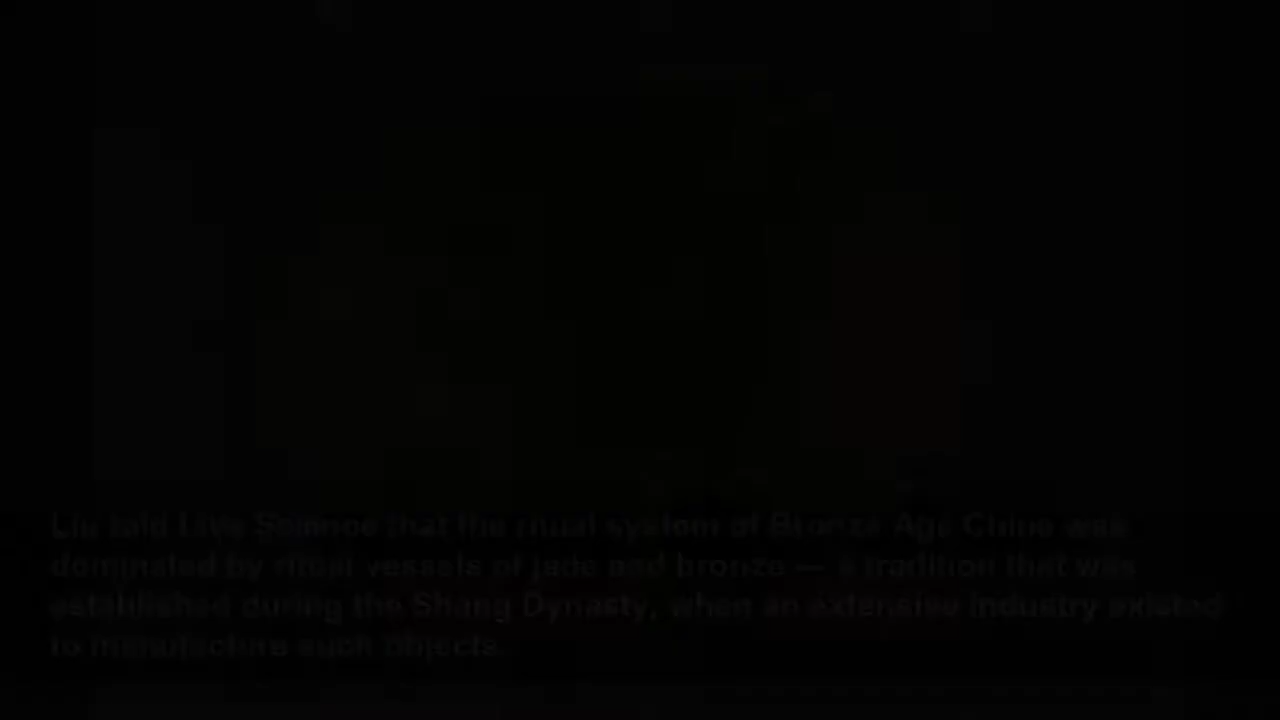 Liu told Live Science that the ritual system of Bronze Age China was
dominated by ritual vessels of jade and bronze — a tradition that was
established during the Shang Dynasty, when an extensive industry existed
to manufacture such objects.